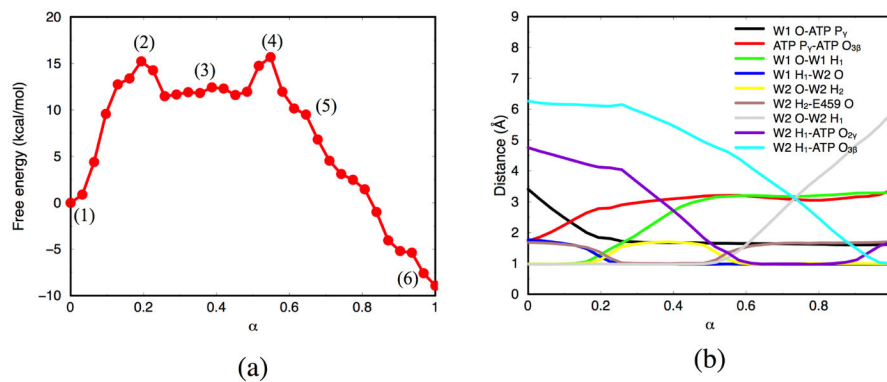 20
15
10
5
0
−5
−10
Free energy (kcal/mol)
(1)
(2)
(3)
(4)
(5)
(6)
0 0.2 0.4 0.6 0.8 1
α
(a)
9
8
7
6
5
4
3
2
1
0
Distance (Å)
W1 O-ATP Pγ
ATP Pγ-ATP O3β
W1 O-W1 H1
W1 H1-W2 O
W2 O-W2 H2
W2 H2-E459 O
W2 O-W2 H1
W2 H1-ATP O2γ
W2 H1-ATP O3β
0 0.2 0.4 0.6 0.8
α
(b)